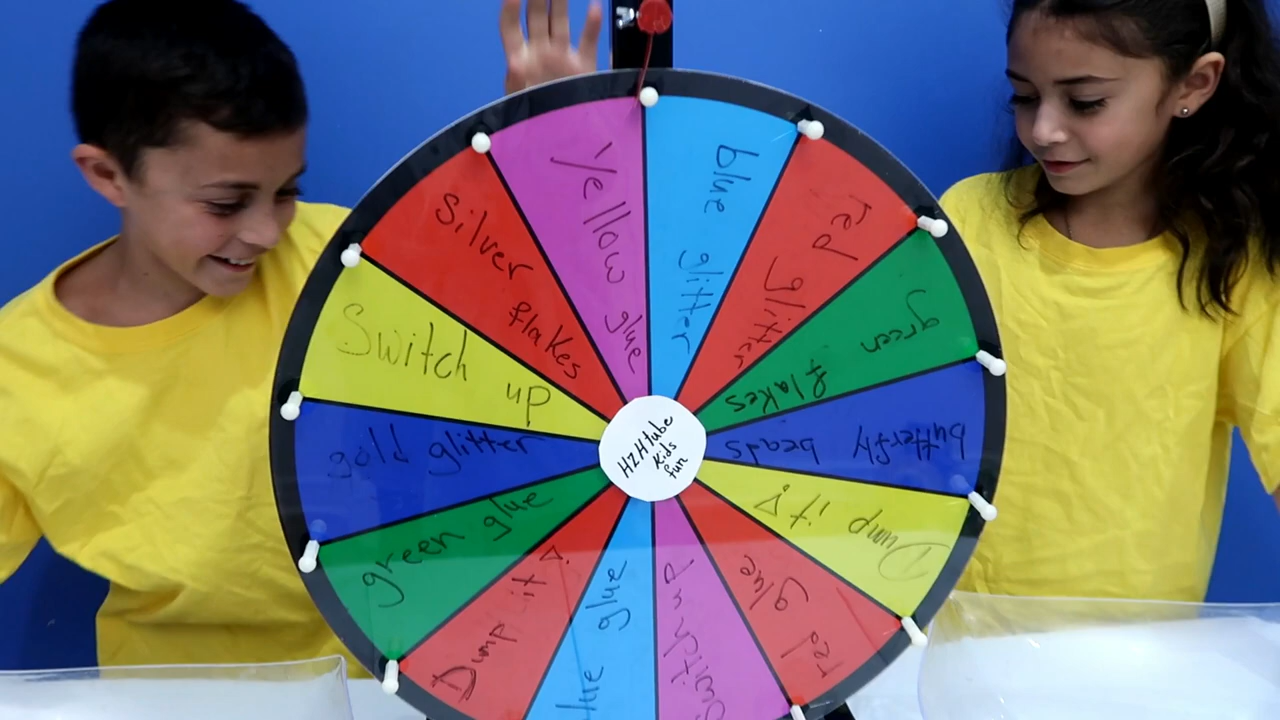 Yellow glue
blue glitter
red glitter
green flakes
butterfly beads
Dump it!
red glue
Switch up
lue glue
Dump it!
green glue
gold glitter
Switch up
Silver flakes
HZHtube
Kids
fun